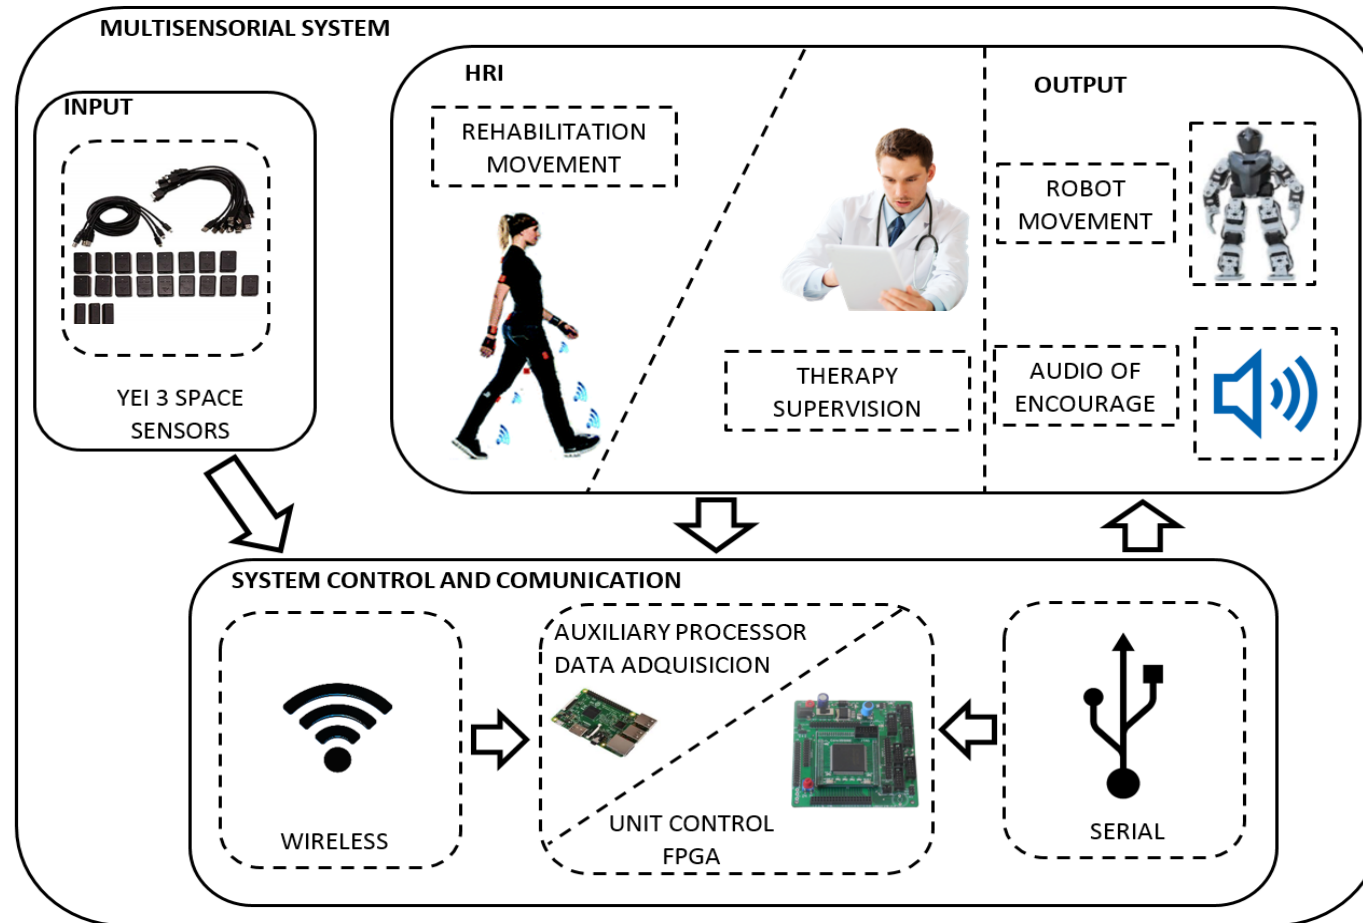 MULTISENSORIAL SYSTEM
INPUT
YEI 3 SPACE
SENSORS
HRI
REHABILITATION
MOVEMENT
THERAPY
SUPERVISION
OUTPUT
ROBOT
MOVEMENT
AUDIO OF
ENCOURAGE
SYSTEM CONTROL AND COMUNICATION
WIRELESS
AUXILIARY PROCESSOR
DATA ADQUISICION
UNIT CONTROL
FPGA
SERIAL